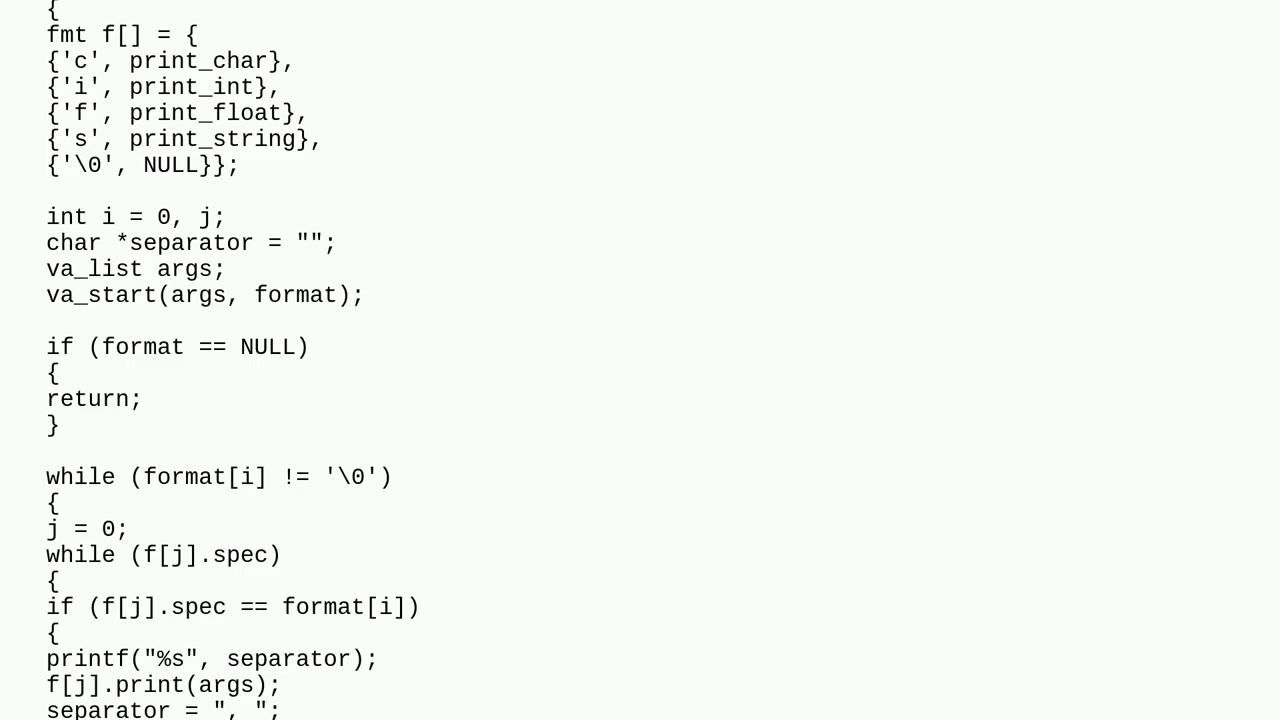 {
fmt f[] = {
{'c', print_char},
{'i', print_int},
{'f', print_float},
{'s', print_string},
{'\0', NULL}};
int i = 0, j;
char *separator = "";
va_list args;
va_start(args, format);
if (format == NULL)
{
return;
}
while (format[i] != '\0')
{
j = 0;
while (f[j].spec)
{
if (f[j].spec == format[i])
{
printf("%s", separator);
f[j].print(args);
separator = ", ";